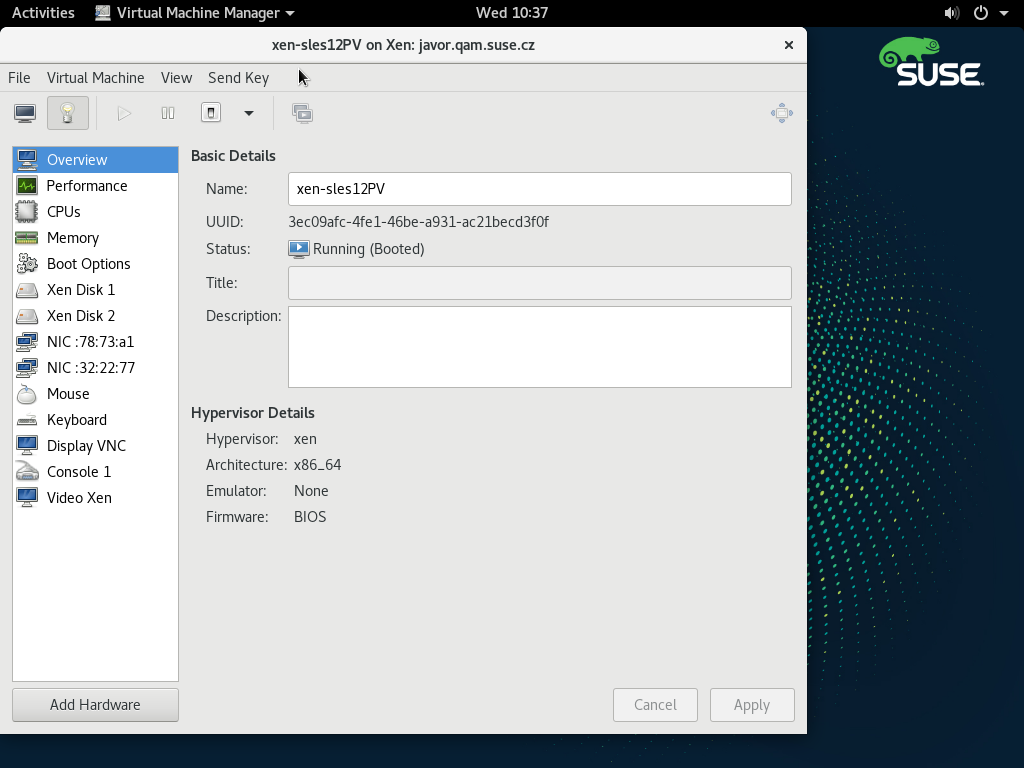 Activities Virtual Machine Manager Wed 10:37
xen-sles12PV on Xen: javor.qam.suse.cz
File Virtual Machine View Send Key
SUSE
Overview
Performance
CPUs
Memory
Boot Options
Xen Disk 1
Xen Disk 2
NIC :78:73:a1
NIC :32:22:77
Mouse
Keyboard
Display VNC
Console 1
Video Xen
Add Hardware
Basic Details
Name: xen-sles12PV
UUID: 3ec09afc-4fe1-46be-a931-ac21becd3f0f
Status: Running (Booted)
Title:
Description:
Hypervisor Details
Hypervisor: xen
Architecture: x86_64
Emulator: None
Firmware: BIOS
Cancel Apply